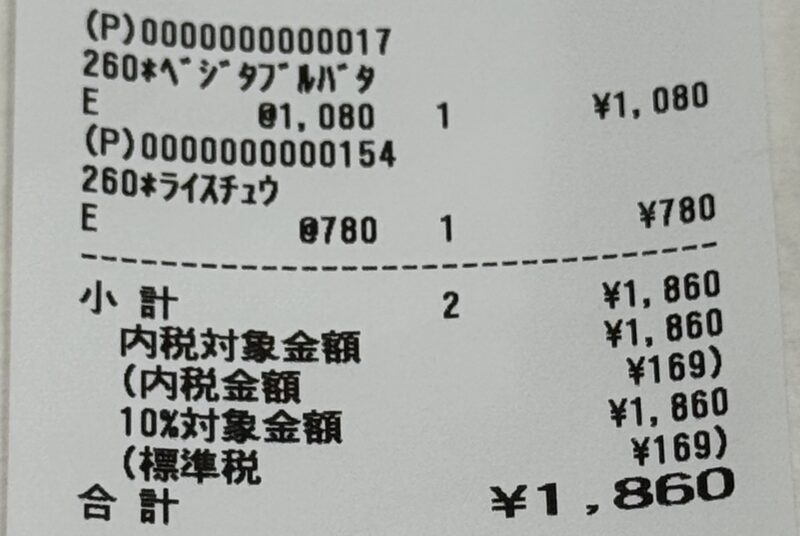 (P)0000000000017
260*ﾍﾞｼﾞﾀﾌﾞﾙﾊﾞﾀ
E @1,080 1 ¥1,080
(P)0000000000154
260*ﾗｲｽﾁｭｳ
E @780 1 ¥780
小計 2 ¥1,860
内税対象金額 ¥1,860
(内税金額 ¥169)
10%対象金額 ¥1,860
(標準税 ¥169)
合計 ¥1,860